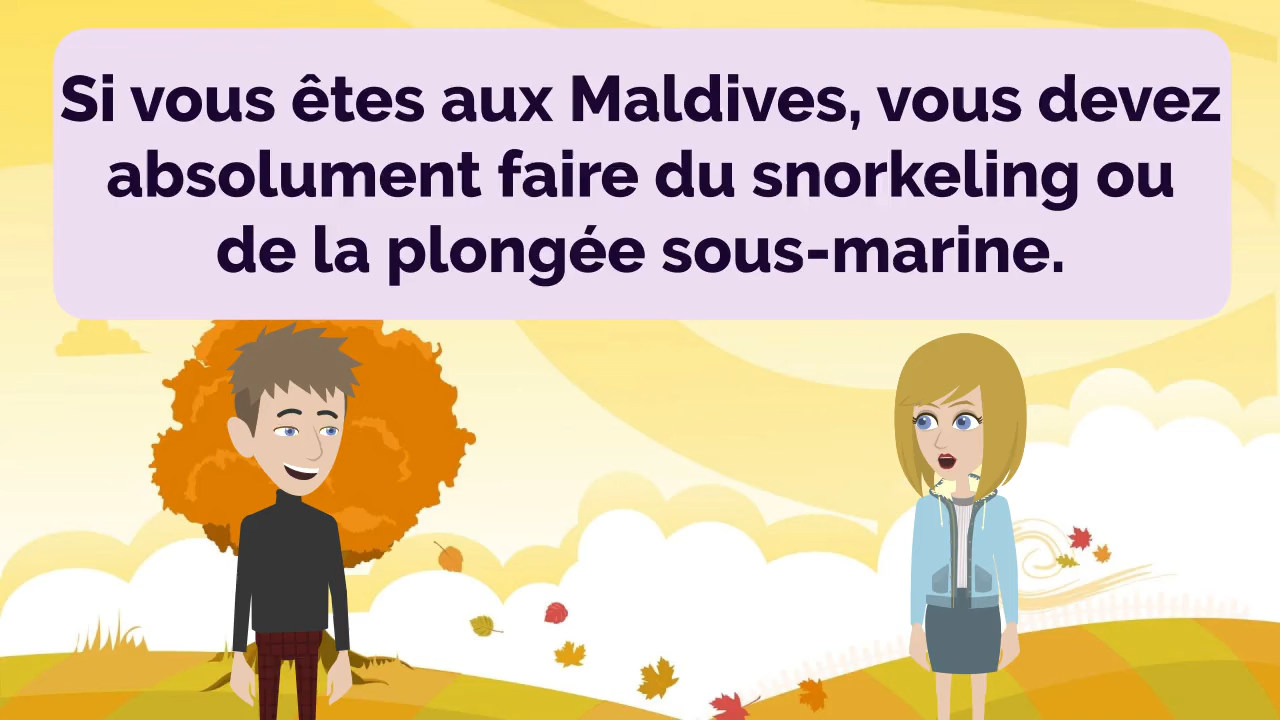 Si vous êtes aux Maldives, vous devez
absolument faire du snorkeling ou
de la plongée sous-marine.